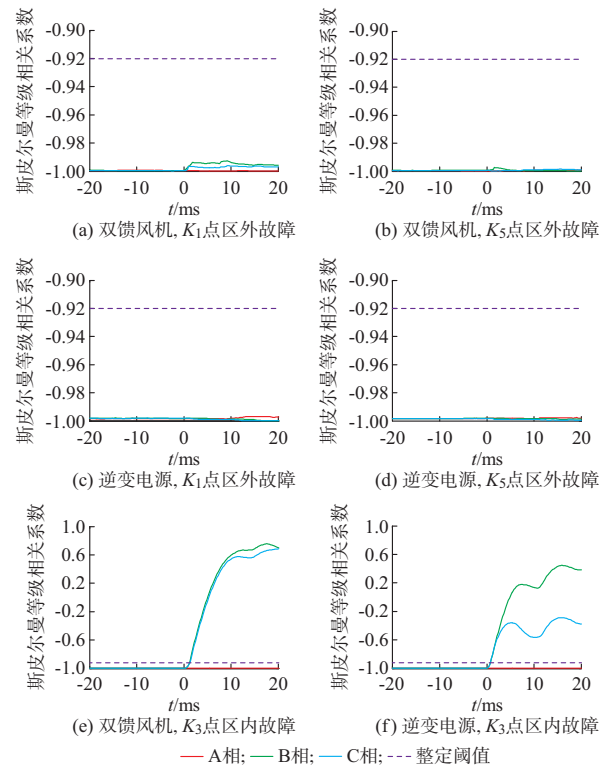 斯皮尔曼等级相关系数
-0.90
-0.92
-0.94
-0.96
-0.98
-1.00
-20 -10 0 10 20
t/ms
(a) 双馈风机, K1点区外故障
斯皮尔曼等级相关系数
-0.90
-0.92
-0.94
-0.96
-0.98
-1.00
-20 -10 0 10 20
t/ms
(b) 双馈风机, K5点区外故障
斯皮尔曼等级相关系数
-0.90
-0.92
-0.94
-0.96
-0.98
-1.00
-20 -10 0 10 20
t/ms
(c) 逆变电源, K1点区外故障
斯皮尔曼等级相关系数
-0.90
-0.92
-0.94
-0.96
-0.98
-1.00
-20 -10 0 10 20
t/ms
(d) 逆变电源, K5点区外故障
斯皮尔曼等级相关系数
1.0
0.6
0.2
-0.2
-0.6
-1.0
-20 -10 0 10 20
t/ms
(e) 双馈风机, K3点区内故障
斯皮尔曼等级相关系数
1.0
0.6
0.2
-0.2
-0.6
-1.0
-20 -10 0 10 20
t/ms
(f) 逆变电源, K3点区内故障
A相; B相; C相; 整定阈值